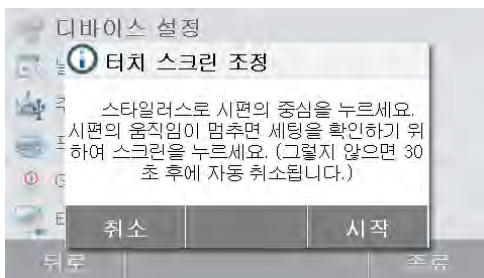 디바이스 설정
터치 스크린 조정
스타일러스로 시편의 중심을 누르세요.
시편의 움직임이 멈추면 세팅을 확인하기 위
하여 스크린을 누르세요. (그렇지 않으면 30
초 후에 자동 취소됩니다.)
취소
시작
뒤로
종료